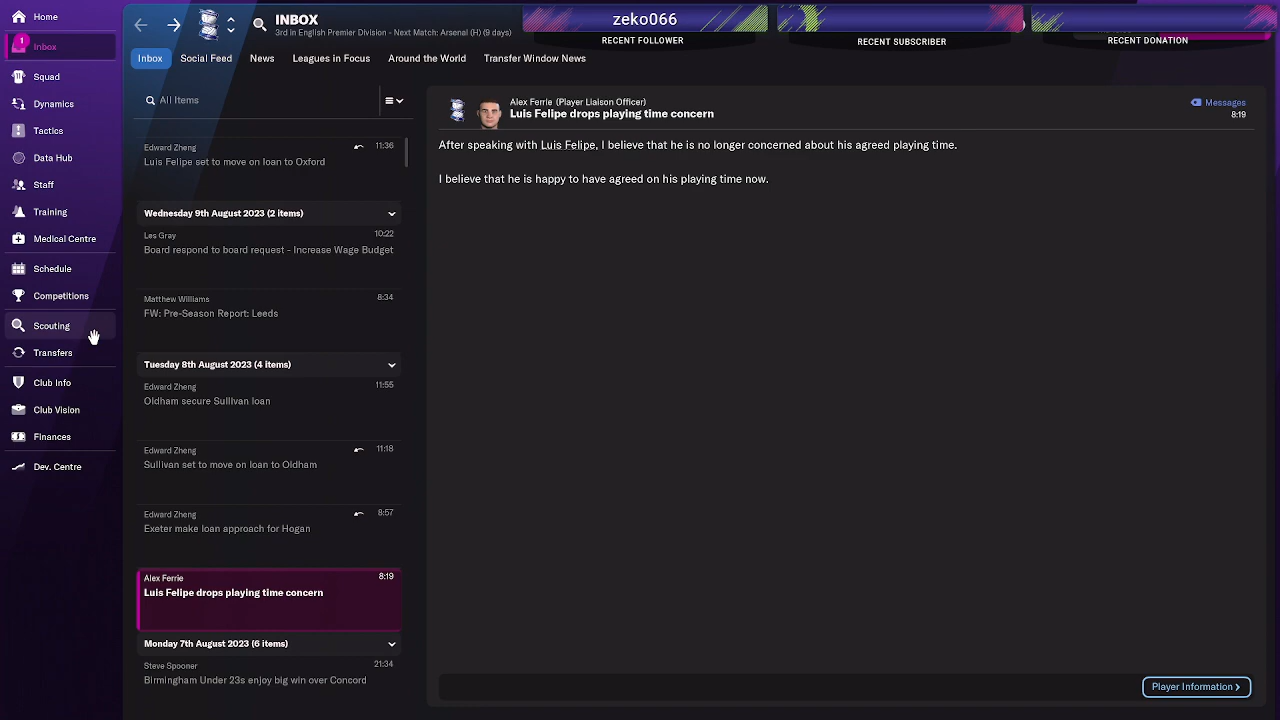 Home
1
Inbox
Squad
Dynamics
Tactics
Data Hub
Staff
Training
Medical Centre
Schedule
Competitions
Scouting
Transfers
Club Info
Club Vision
Finances
Dev. Centre
INBOX
3rd in English Premier Division - Next Match: Arsenal (H) (9 days)
zeko066
RECENT FOLLOWER
RECENT SUBSCRIBER
RECENT DONATION
Inbox
Social Feed
News
Leagues in Focus
Around the World
Transfer Window News
All Items
Edward Zheng 11:36
Luis Felipe set to move on loan to Oxford
Wednesday 9th August 2023 (2 items)
Les Gray 10:22
Board respond to board request - Increase Wage Budget
Matthew Williams 8:34
FW: Pre-Season Report: Leeds
Tuesday 8th August 2023 (4 items)
Edward Zheng 11:55
Oldham secure Sullivan loan
Edward Zheng 11:18
Sullivan set to move on loan to Oldham
Edward Zheng 8:57
Exeter make loan approach for Hogan
Alex Ferrie 8:19
Luis Felipe drops playing time concern
Monday 7th August 2023 (6 items)
Steve Spooner 21:34
Birmingham Under 23s enjoy big win over Concord
Alex Ferrie (Player Liaison Officer)
Luis Felipe drops playing time concern
Messages
8:19
After speaking with Luis Felipe, I believe that he is no longer concerned about his agreed playing time.
I believe that he is happy to have agreed on his playing time now.
Player Information